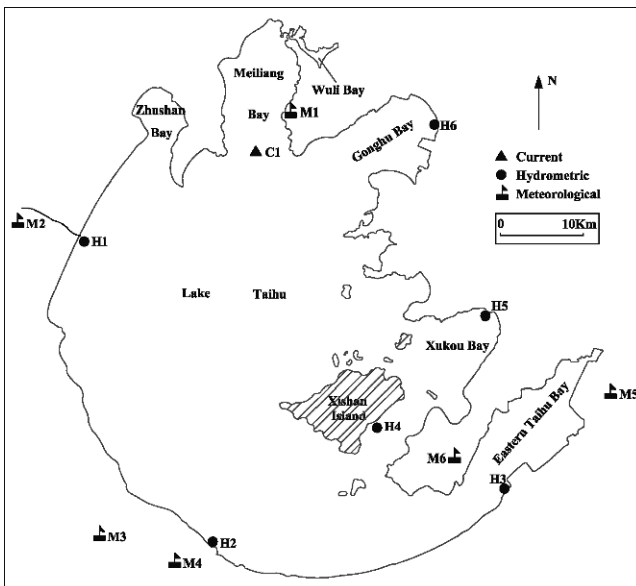 Meiliang
Bay
Wuli Bay
Zhushan
Bay
M1
C1
Gonghu Bay
H6
N
Current
Hydrometric
Meteorological
0 10Km
M2
H1
Lake Taihu
H5
Xukou Bay
Xishan
Island
H4
M6
Eastern Taihu Bay
M5
H3
M3
H2
M4